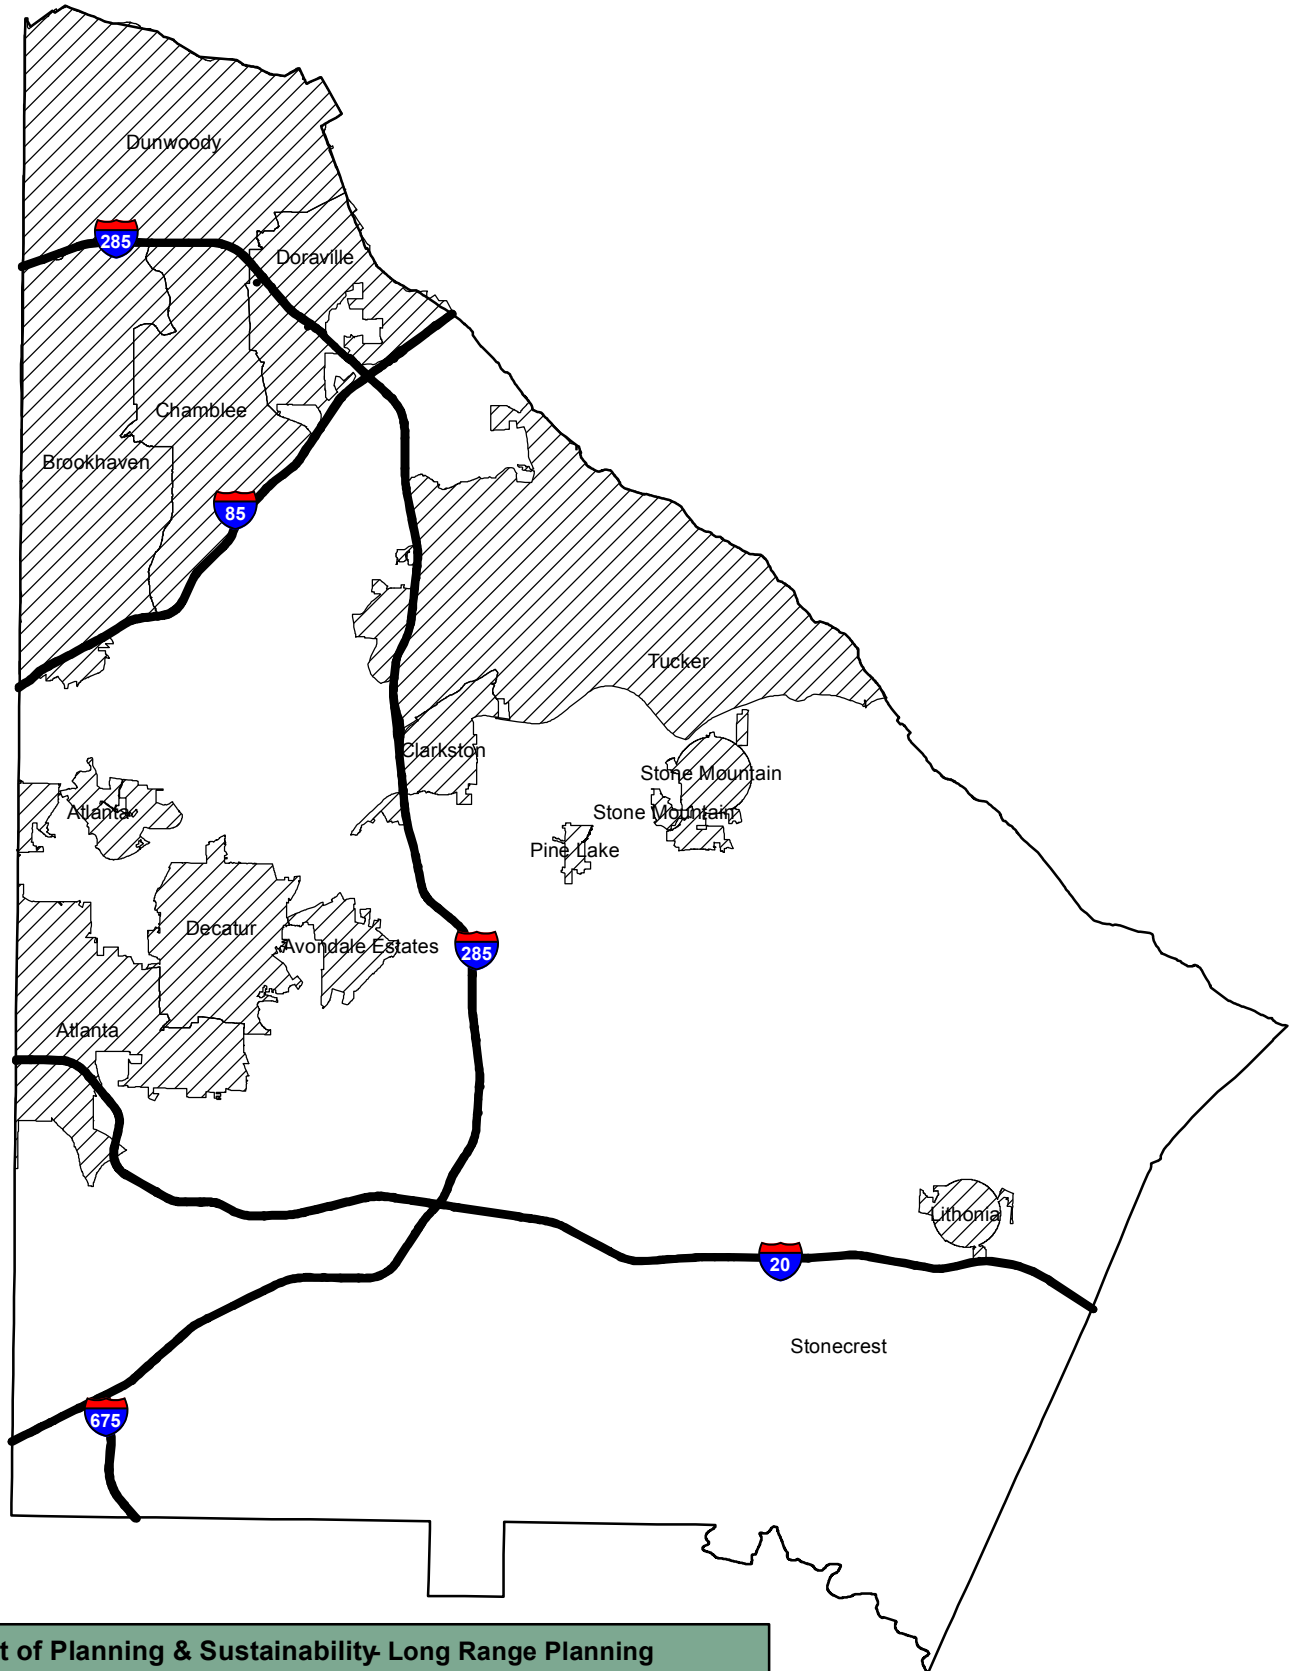 Dunwoody
285
Doraville
Chamblee
Brookhaven
85
Tucker
Clarkston
Stone Mountain
Atlanta
Stone Mountain
Pine Lake
Decatur
Avondale Estates
285
Atlanta
Lithonia
20
Stonecrest
675
t of Planning & Sustainability- Long Range Planning